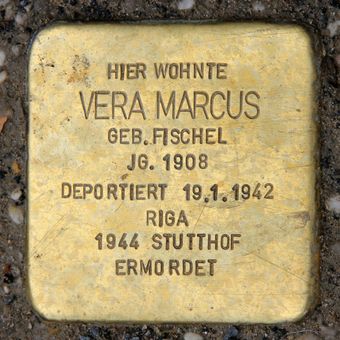 HIER WOHNTE
VERA MARCUS
GEB. FISCHEL
JG. 1908
DEPORTIERT 19.1.1942
RIGA
1944 STUTTHOF
ERMORDET